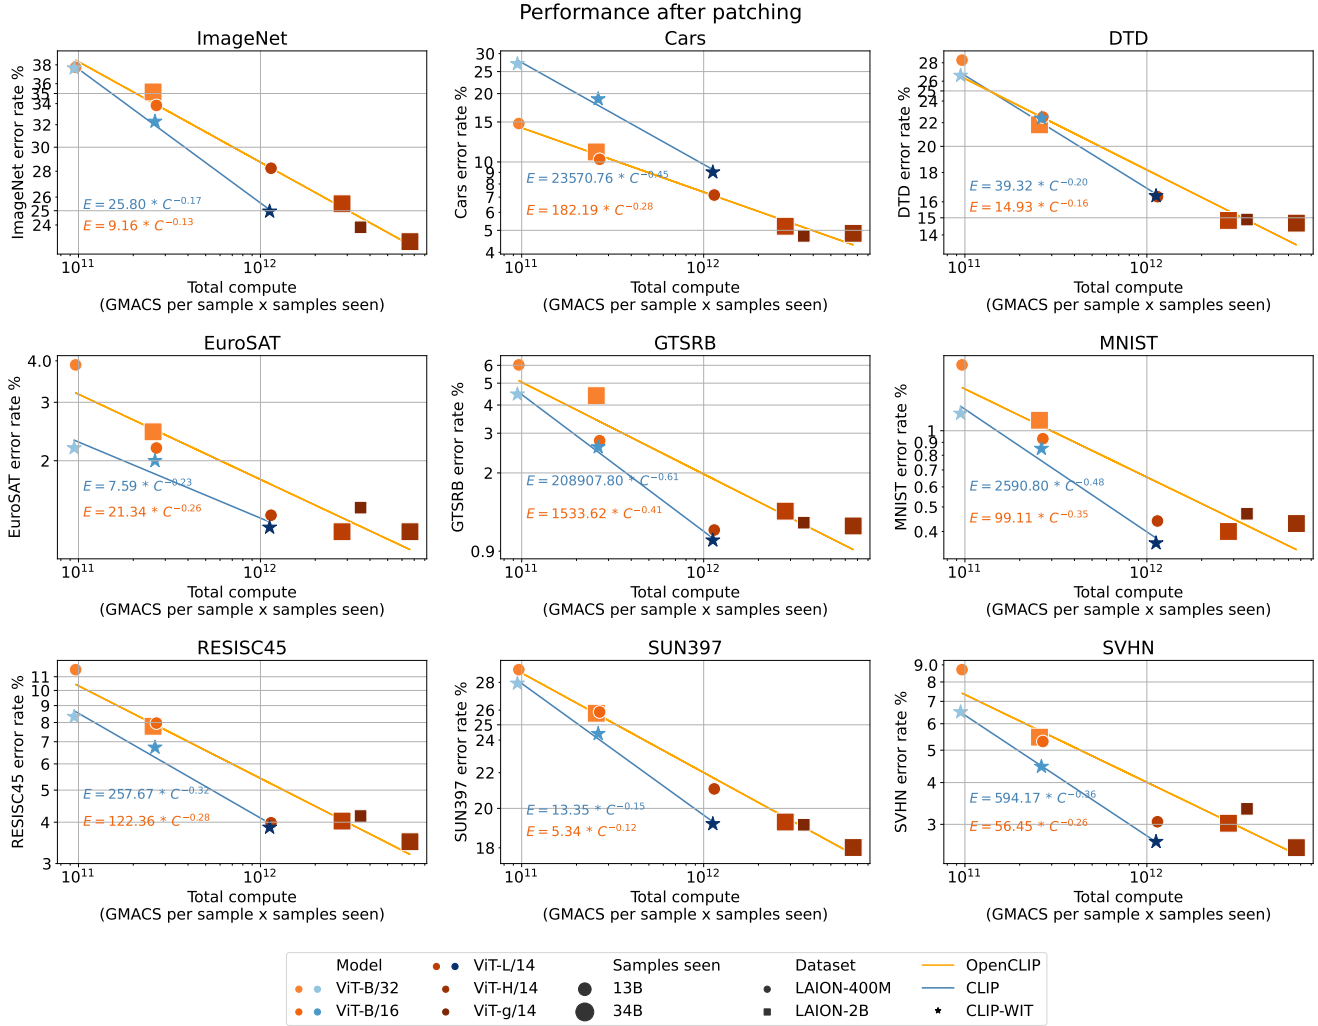 Performance after patching
ImageNet
ImageNet error rate %
38
36
35
34
32
30
28
26
25
24
E = 25.80 * C^−0.17
E = 9.16 * C^−0.13
10^11
10^12
Total compute
(GMACS per sample x samples seen)
Cars
Cars error rate %
30
25
20
15
10
9
8
7
6
5
4
E = 23570.76 * C^−0.45
E = 182.19 * C^−0.28
10^11
10^12
Total compute
(GMACS per sample x samples seen)
DTD
DTD error rate %
28
26
25
24
22
20
18
16
15
14
E = 39.32 * C^−0.20
E = 14.93 * C^−0.16
10^11
10^12
Total compute
(GMACS per sample x samples seen)
EuroSAT
EuroSAT error rate %
4.0
3
2
E = 7.59 * C^−0.23
E = 21.34 * C^−0.26
10^11
10^12
Total compute
(GMACS per sample x samples seen)
GTSRB
GTSRB error rate %
6
5
4
3
2
0.9
E = 208907.80 * C^−0.61
E = 1533.62 * C^−0.41
10^11
10^12
Total compute
(GMACS per sample x samples seen)
MNIST
MNIST error rate %
1
0.9
0.8
0.7
0.6
0.5
0.4
E = 2590.80 * C^−0.48
E = 99.11 * C^−0.35
10^11
10^12
Total compute
(GMACS per sample x samples seen)
RESISC45
RESISC45 error rate %
11
10
9
8
7
6
5
4
3
E = 257.67 * C^−0.32
E = 122.36 * C^−0.28
10^11
10^12
Total compute
(GMACS per sample x samples seen)
SUN397
SUN397 error rate %
28
26
25
24
22
20
18
E = 13.35 * C^−0.15
E = 5.34 * C^−0.12
10^11
10^12
Total compute
(GMACS per sample x samples seen)
SVHN
SVHN error rate %
9.0
8
7
6
5
4
3
E = 594.17 * C^−0.36
E = 56.45 * C^−0.26
10^11
10^12
Total compute
(GMACS per sample x samples seen)
Model
ViT-B/32
ViT-B/16
ViT-L/14
ViT-H/14
ViT-g/14
Samples seen
13B
34B
Dataset
LAION-400M
LAION-2B
OpenCLIP
CLIP
CLIP-WIT